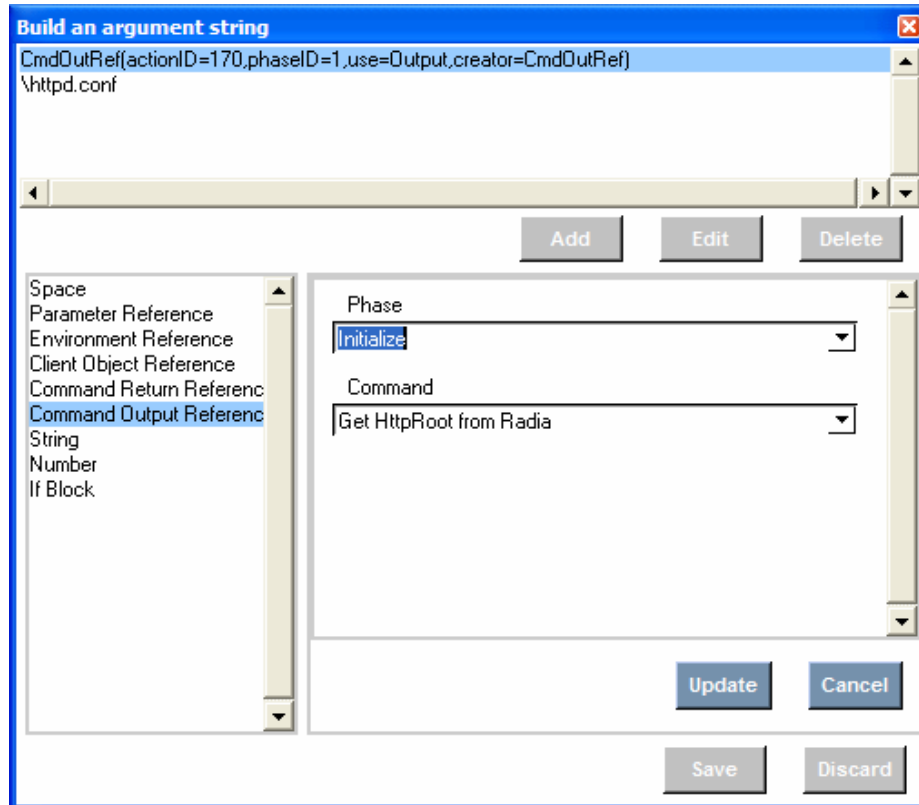 Build an argument string
CmdOutRef(actionID=170,phaseID=1,use=Output,creator=CmdOutRef)
\httpd.conf
Add
Edit
Delete
Space
Parameter Reference
Environment Reference
Client Object Reference
Command Return Referenc
Command Output Referenc
String
Number
If Block
Phase
Initialize
Command
Get HttpRoot from Radia
Update
Cancel
Save
Discard